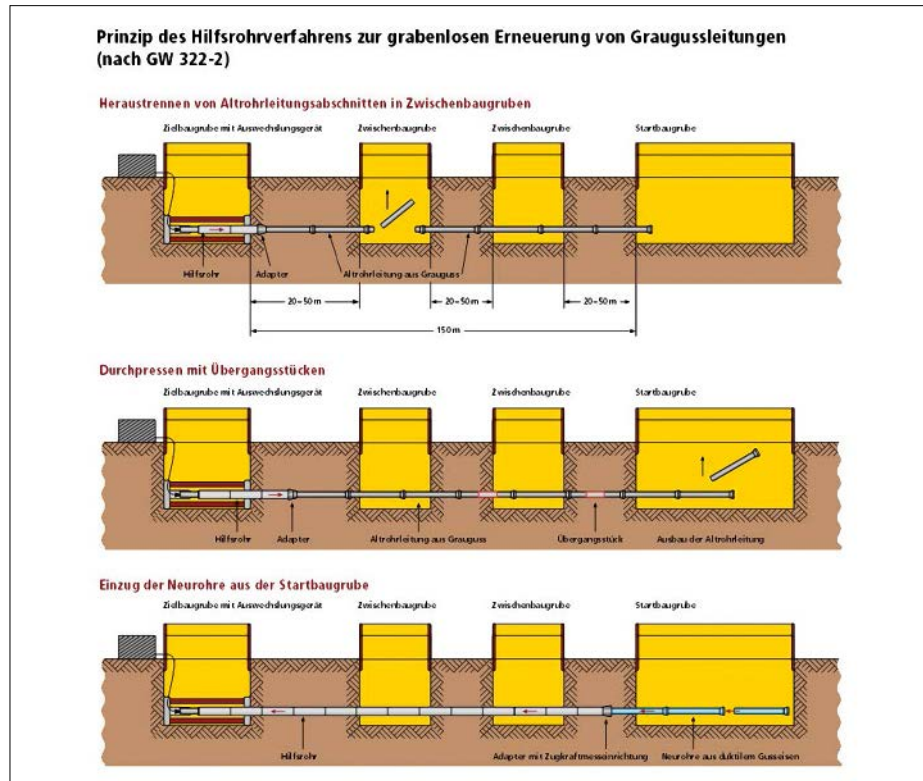 Prinzip des Hilfsrohrverfahrens zur grabenlosen Erneuerung von Graugussleitungen
(nach GW 322-2)
Heraustrennen von Altrohrleitungsabschnitten in Zwischenbaugruben
Zielbaugrube mit Auswechslungsgerät Zwischenbaugrube Zwischenbaugrube Startbaugrube
Hilfsrohr Adapter Altrohrleitung aus Grauguss
20–50 m 20–50 m 20–50 m
150 m
Durchpressen mit Übergangsstücken
Zielbaugrube mit Auswechslungsgerät Zwischenbaugrube Zwischenbaugrube Startbaugrube
Hilfsrohr Adapter Altrohrleitung aus Grauguss Übergangsstück Ausbau der Altrohrleitung
Einzug der Neurohre aus der Startbaugrube
Zielbaugrube mit Auswechslungsgerät Zwischenbaugrube Zwischenbaugrube Startbaugrube
Hilfsrohr Adapter mit Zugkraftmesseinrichtung Neurohre aus duktilem Gusseisen